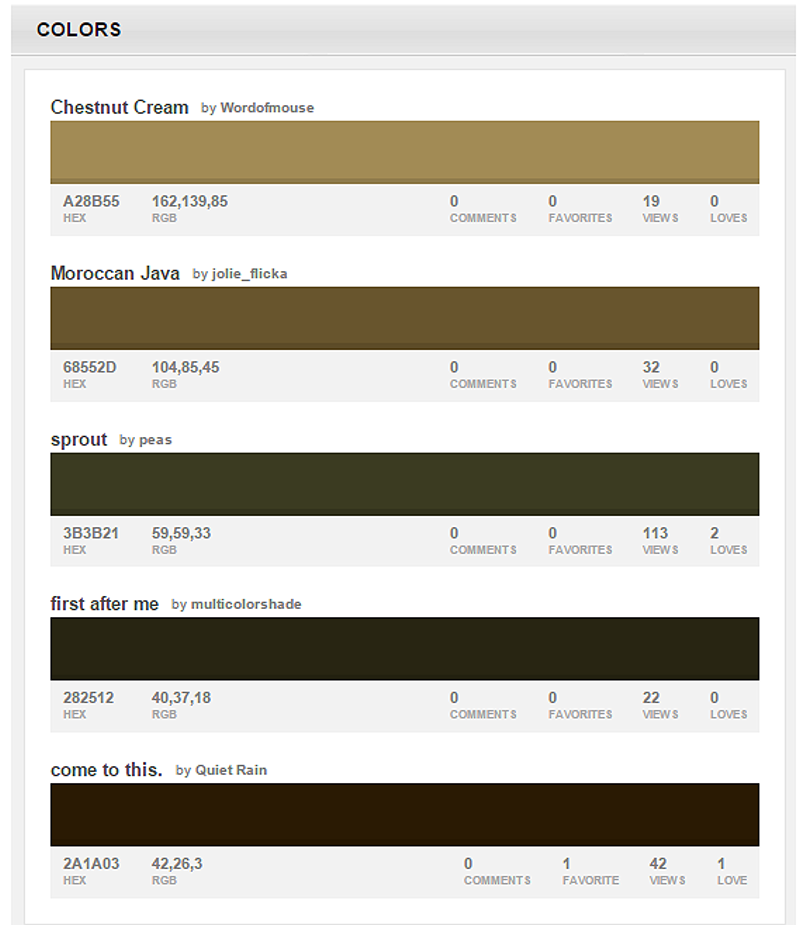 COLORS
Chestnut Cream by Wordofmouse
A28B55 162,139,85 0 0 19 0
HEX RGB COMMENTS FAVORITES VIEWS LOVES
Moroccan Java by jolie_flicka
68552D 104,85,45 0 0 32 0
HEX RGB COMMENTS FAVORITES VIEWS LOVES
sprout by peas
3B3B21 59,59,33 0 0 113 2
HEX RGB COMMENTS FAVORITES VIEWS LOVES
first after me by multicolorshade
282512 40,37,18 0 0 22 0
HEX RGB COMMENTS FAVORITES VIEWS LOVES
come to this. by Quiet Rain
2A1A03 42,26,3 0 1 42 1
HEX RGB COMMENTS FAVORITE VIEWS LOVE